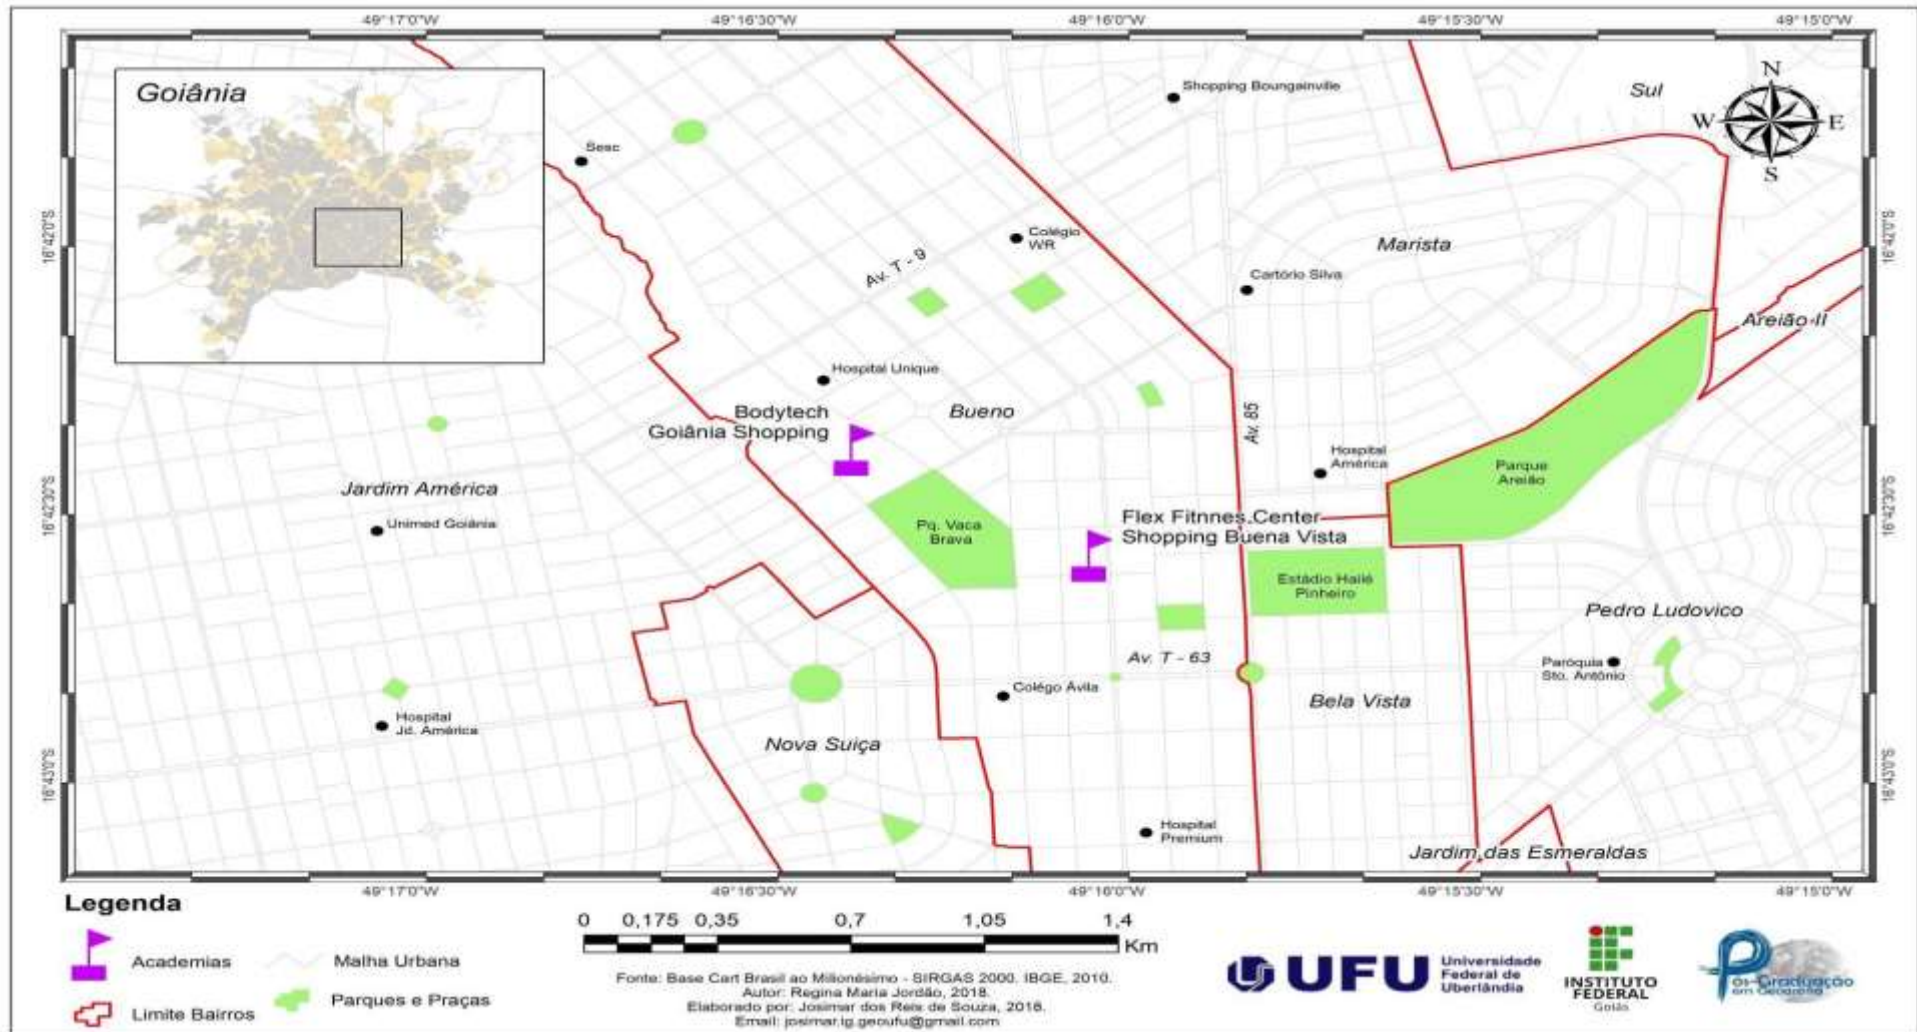 49°17'0"W
49°16'30"W
49°16'0"W
49°15'30"W
49°15'0"W
Goiânia
Shopping Boungainville
Sul
N
W
E
S
Sesc
16°42'0"S
16°42'0"S
Colégio
WR
Marista
Av. T - 9
Cartório Silva
Areião-II
Hospital Unique
Bodytech
Goiânia Shopping
Bueno
Av. 85
Hospital
América
Parque
Areião
Jardim América
Unimed Goiânia
16°42'30"S
16°42'30"S
Pq. Vaca
Brava
Flex Fitnnes Center
Shopping Buena Vista
Estádio Hailé
Pinheiro
Pedro Ludovico
Av. T - 63
Paróquia
Sto. Antônio
Colégo Ávila
Bela Vista
Hospital
Jd. América
Nova Suiça
16°43'0"S
16°43'0"S
Hospital
Premium
Jardim das Esmeraldas
49°17'0"W
49°16'30"W
49°16'0"W
49°15'30"W
49°15'0"W
Legenda
Academias
Malha Urbana
Limite Bairros
Parques e Praças
0 0,175 0,35 0,7 1,05 1,4
Km
Fonte: Base Cart Brasil ao Milionésimo - SIRGAS 2000. IBGE, 2010.
Autor: Regina Maria Jordão, 2018.
Elaborado por: Josimar dos Reis de Souza, 2018.
Email: josimar.ig.geoufu@gmail.com
UFU
Universidade
Federal de
Uberlândia
INSTITUTO
FEDERAL
Goiás
Pós-Graduação
em Geografia